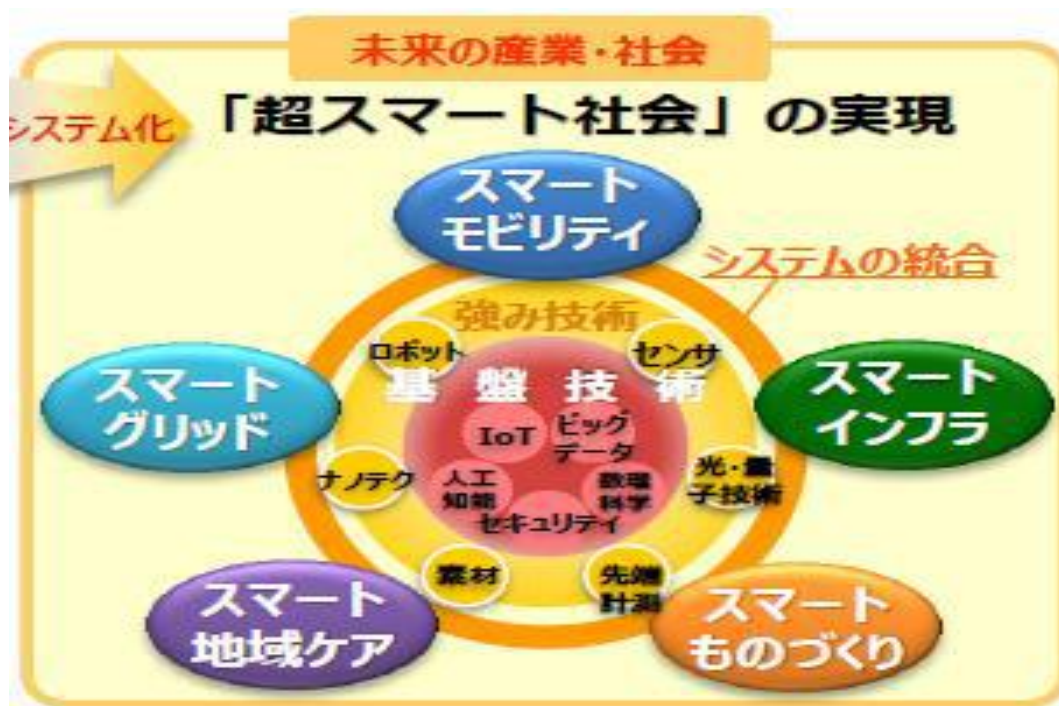 未来の産業・社会
システム化
「超スマート社会」の実現
スマート
モビリティ
システムの統合
強み技術
ロボット
センサ
基盤技術
スマート
グリッド
スマート
インフラ
IoT
ビッグ
データ
ナノテク
人工
知能
数理
科学
光・量
子技術
セキュリティ
素材
先端
計測
スマート
地域ケア
スマート
ものづくり